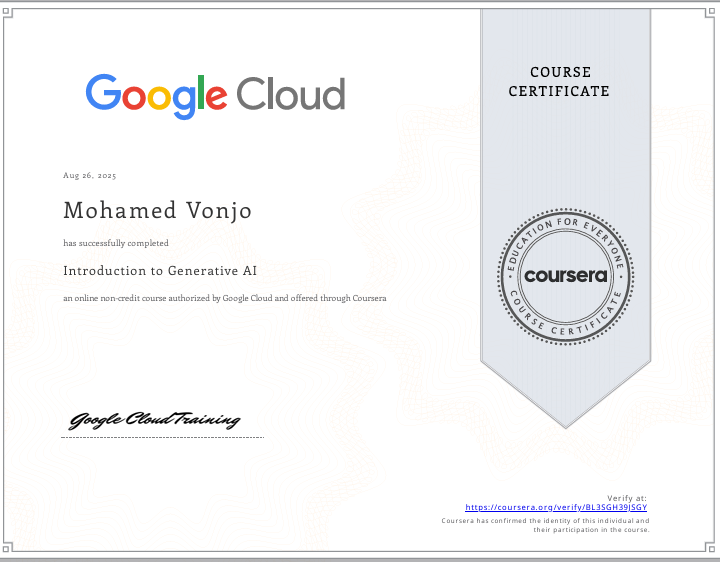 Google Cloud
COURSE
CERTIFICATE
Aug 26, 2025
Mohamed Vonjo
has successfully completed
Introduction to Generative AI
an online non-credit course authorized by Google Cloud and offered through Coursera
EDUCATION FOR EVERYONE
coursera
COURSE CERTIFICATE
Google Cloud Training
Verify at:
https://coursera.org/verify/BL3SGH39JSGY
Coursera has confirmed the identity of this individual and
their participation in the course.